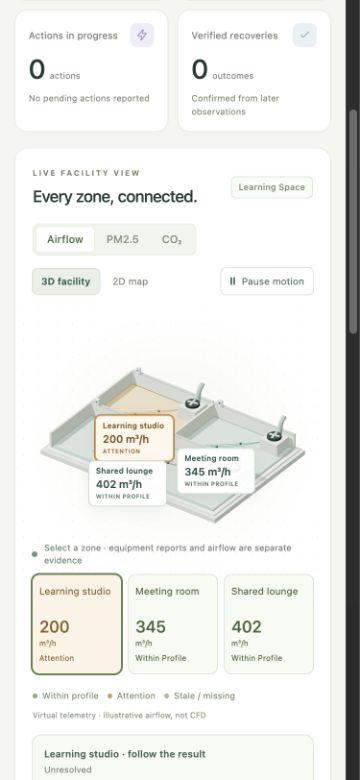 Actions in progress
0 actions
No pending actions reported
Verified recoveries
0 outcomes
Confirmed from later
observations
LIVE FACILITY VIEW
Every zone, connected.
Learning Space
Airflow PM2.5 CO₂
3D facility 2D map Pause motion
Learning studio
200 m³/h
ATTENTION
Meeting room
345 m³/h
WITHIN PROFILE
Shared lounge
402 m³/h
WITHIN PROFILE
Select a zone · equipment reports and airflow are separate
evidence
Learning studio
200
m³/h
Attention
Meeting room
345
m³/h
Within Profile
Shared lounge
402
m³/h
Within Profile
Within profile Attention Stale / missing
Virtual telemetry · illustrative airflow, not CFD
Learning studio · follow the result
Unresolved